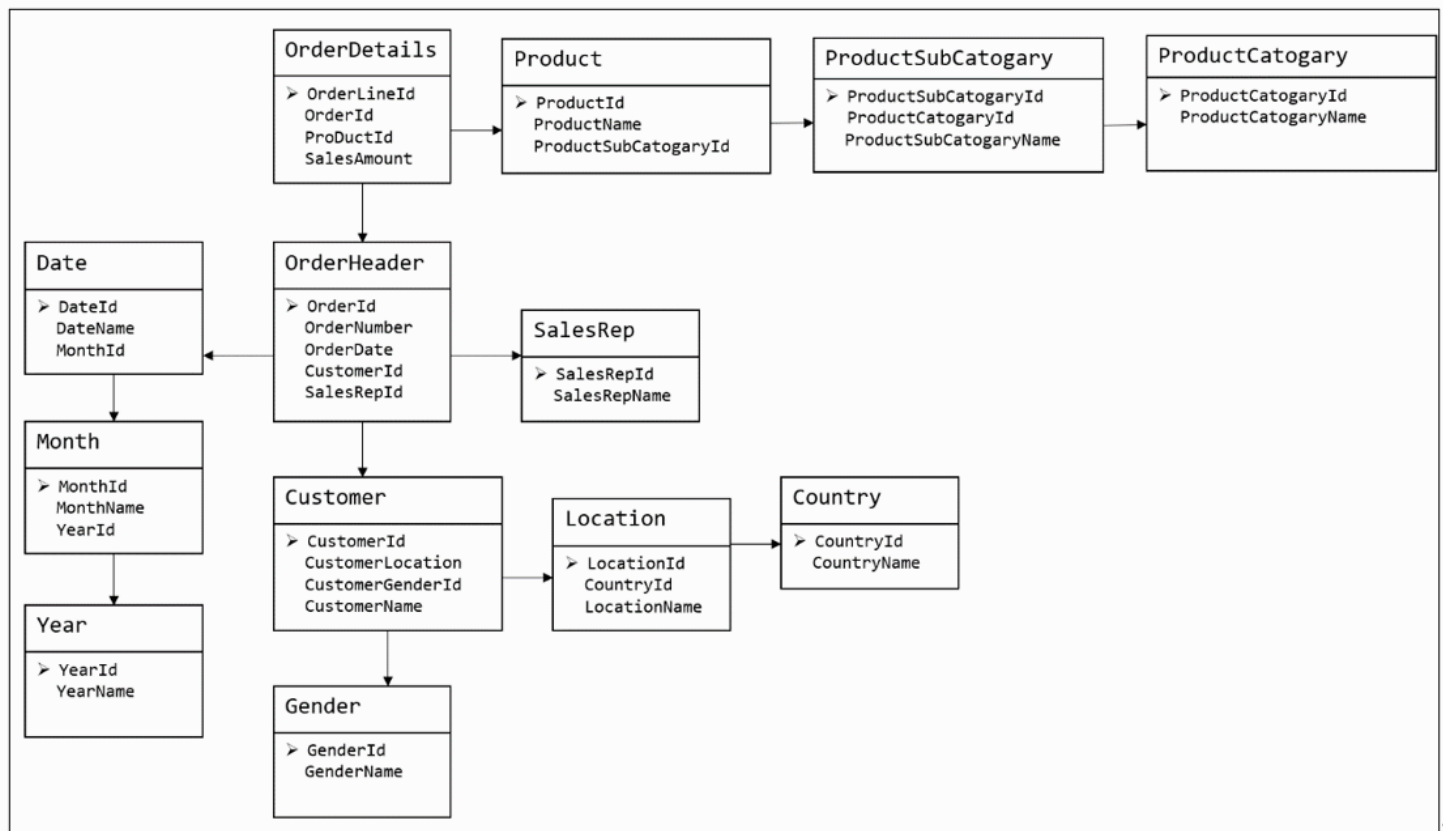 OrderDetails
OrderLineId
OrderId
ProDuctId
SalesAmount
Product
ProductId
ProductName
ProductSubCatogaryId
ProductSubCatogary
ProductSubCatogaryId
ProductCatogaryId
ProductSubCatogaryName
ProductCatogary
ProductCatogaryId
ProductCatogaryName
Date
DateId
DateName
MonthId
OrderHeader
OrderId
OrderNumber
OrderDate
CustomerId
SalesRepId
SalesRep
SalesRepId
SalesRepName
Month
MonthId
MonthName
YearId
Customer
CustomerId
CustomerLocation
CustomerGenderId
CustomerName
Location
LocationId
CountryId
LocationName
Country
CountryId
CountryName
Year
YearId
YearName
Gender
GenderId
GenderName